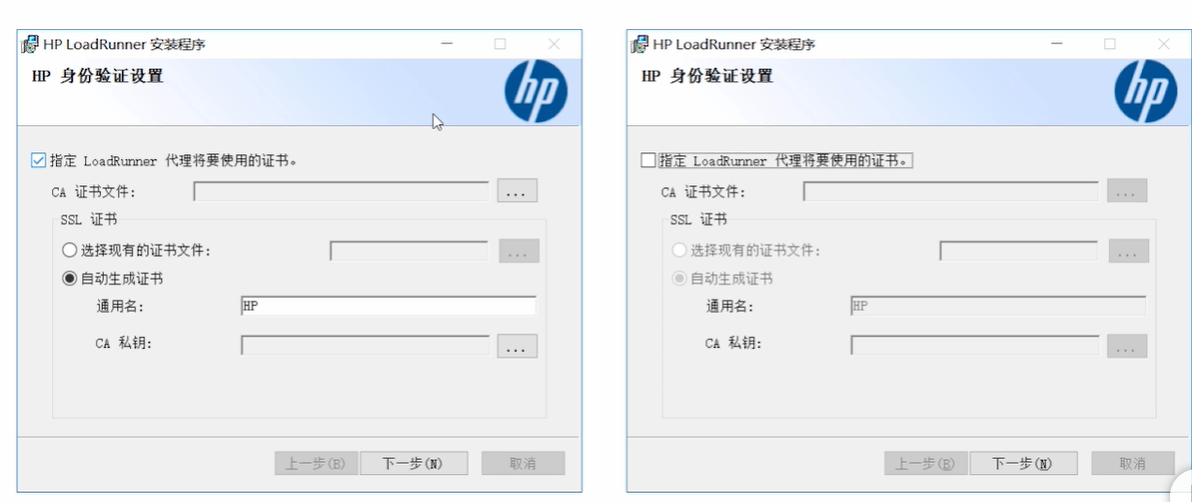 HP LoadRunner 安装程序
HP 身份验证设置
hp
指定 LoadRunner 代理将要使用的证书。
CA 证书文件:
...
SSL 证书
选择现有的证书文件:
...
自动生成证书
通用名:
HP
CA 私钥:
...
上一步(B)
下一步(N)
取消
HP LoadRunner 安装程序
HP 身份验证设置
hp
指定 LoadRunner 代理将要使用的证书。
CA 证书文件:
...
SSL 证书
选择现有的证书文件:
...
自动生成证书
通用名:
HP
CA 私钥:
...
上一步(B)
下一步(N)
取消